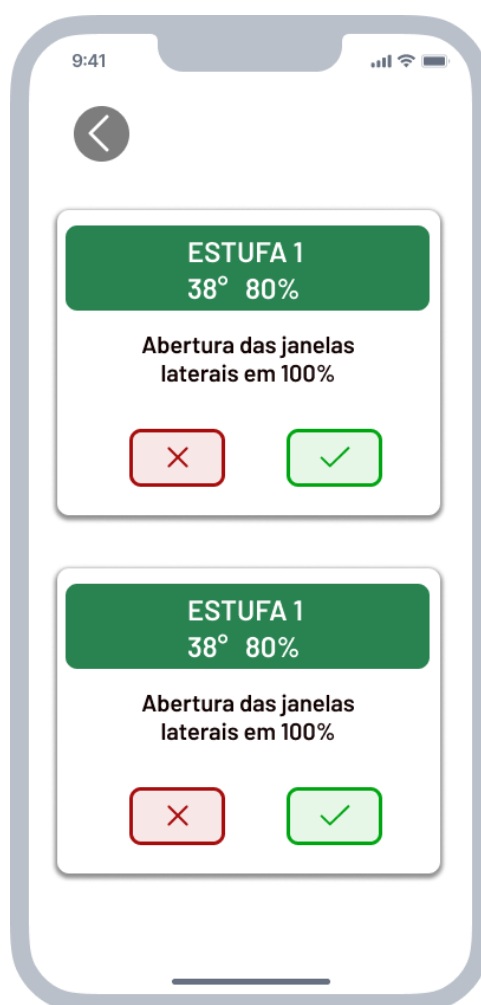 9:41
ESTUFA 1
38° 80%
Abertura das janelas
laterais em 100%
ESTUFA 1
38° 80%
Abertura das janelas
laterais em 100%